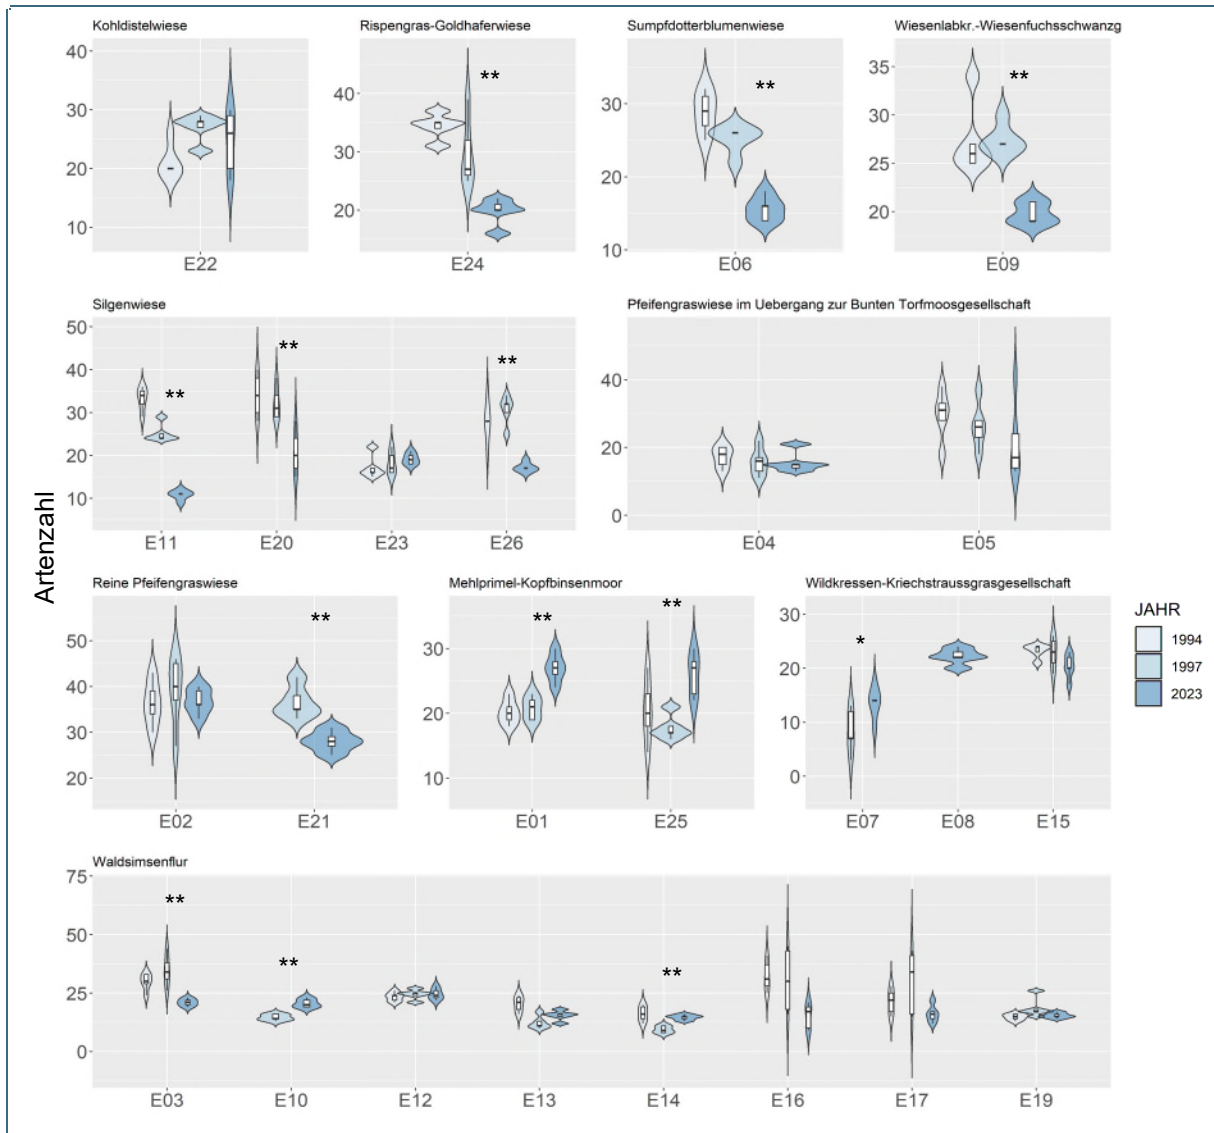 Kohldistelwiese
Rispengras-Goldhaferwiese
Sumpfdotterblumenwiese
Wiesenlabkr.-Wiesenfuchsschwanzg
40
30
20
10
E22
40
30
20
**
E24
30
20
10
**
E06
35
30
25
20
**
E09
Silgenwiese
Pfeifengraswiese im Uebergang zur Bunten Torfmoosgesellschaft
50
40
30
20
10
**
**
**
E11
E20
E23
E26
40
20
0
E04
E05
Artenzahl
Reine Pfeifengraswiese
Mehlprimel-Kopfbinsenmoor
Wildkressen-Kriechstraussgrasgesellschaft
50
40
30
20
**
E02
E21
30
20
10
**
**
E01
E25
30
20
10
0
*
E07
E08
E15
JAHR
1994
1997
2023
Waldsimsenflur
75
50
25
0
**
**
**
E03
E10
E12
E13
E14
E16
E17
E19